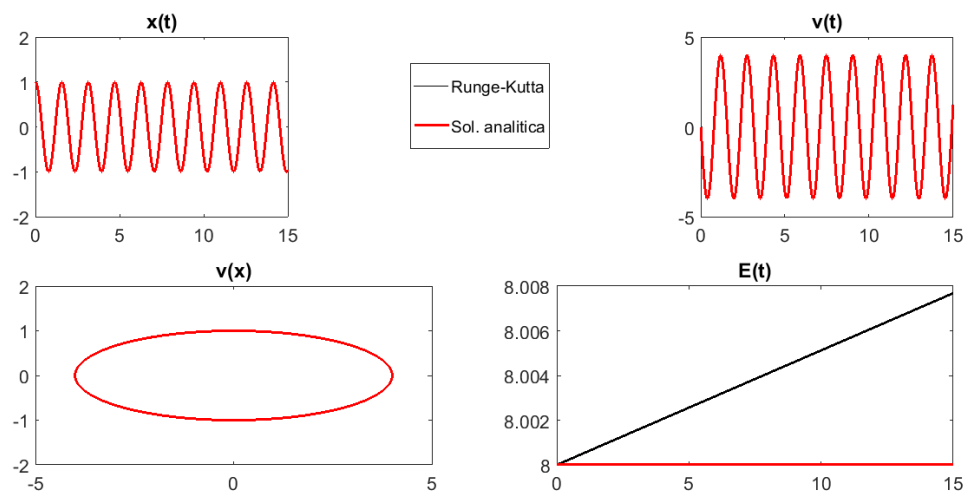 x(t)
2
1
0
-1
-2
0 5 10 15
Runge-Kutta
Sol. analitica
v(t)
5
0
-5
0 5 10 15
v(x)
2
1
0
-1
-2
-5 0 5
E(t)
8.008
8.006
8.004
8.002
8
0 5 10 15